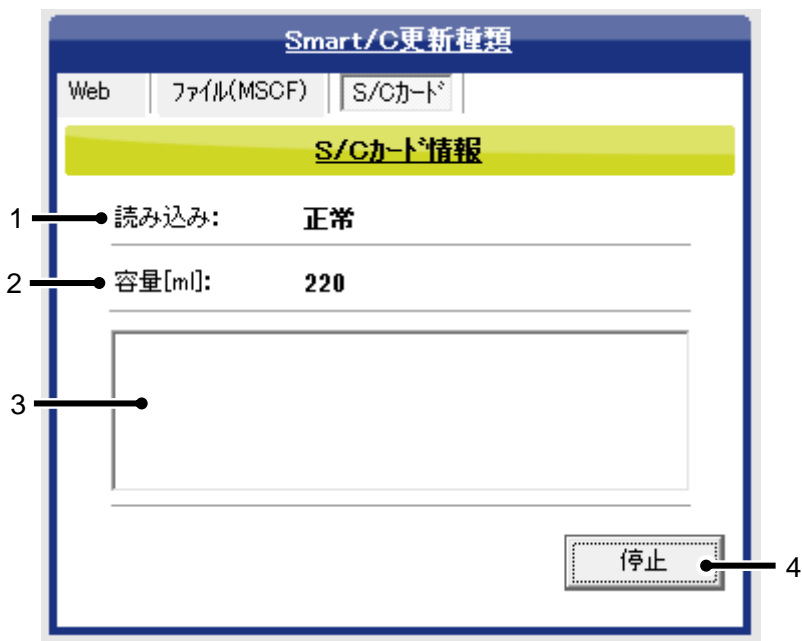 Smart/C更新種類
Web ファイル(MSCF) S/Cカード
S/Cカード情報
1 読み込み: 正常
2 容量[ml]: 220
3
停止 4